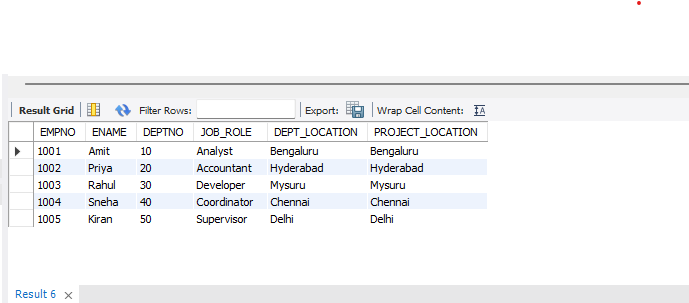 Result Grid Filter Rows: Export: Wrap Cell Content:
EMPNO ENAME DEPTNO JOB_ROLE DEPT_LOCATION PROJECT_LOCATION
1001 Amit 10 Analyst Bengaluru Bengaluru
1002 Priya 20 Accountant Hyderabad Hyderabad
1003 Rahul 30 Developer Mysuru Mysuru
1004 Sneha 40 Coordinator Chennai Chennai
1005 Kiran 50 Supervisor Delhi Delhi
Result 6